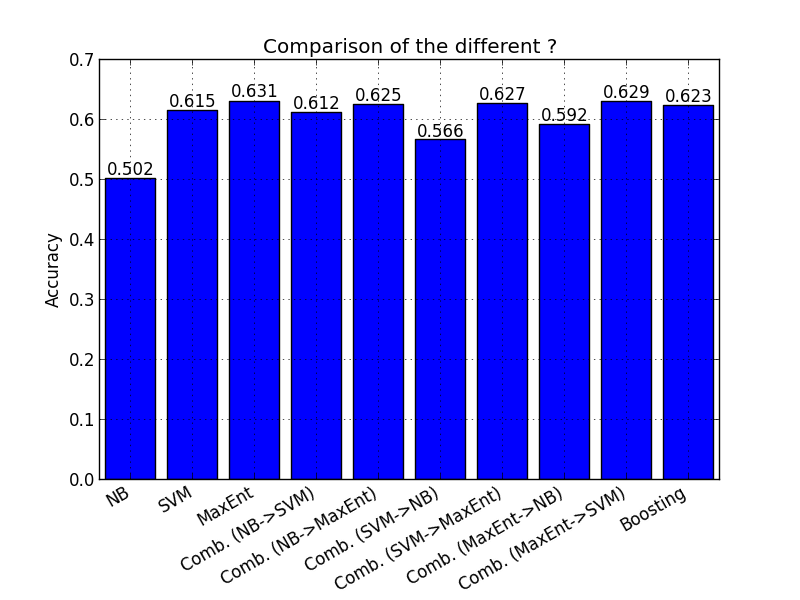 Comparison of the different ?
0.7
0.6
0.5
0.4
0.3
0.2
0.1
0.0
Accuracy
0.502
0.615
0.631
0.612
0.625
0.566
0.627
0.592
0.629
0.623
NB
SVM
MaxEnt
Comb. (NB->SVM)
Comb. (NB->MaxEnt)
Comb. (SVM->NB)
Comb. (SVM->MaxEnt)
Comb. (MaxEnt->NB)
Comb. (MaxEnt->SVM)
Boosting